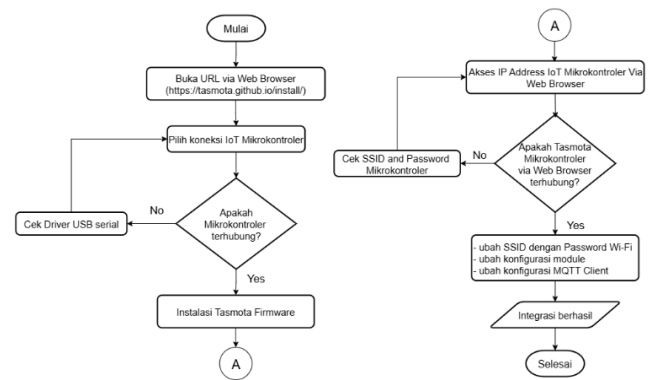 Mulai
Buka URL via Web Browser
(https://tasmota.github.io/install/)
Pilih koneksi IoT Mikrokontroler
Apakah
Mikrokontroler
terhubung?
No
Cek Driver USB serial
Yes
Instalasi Tasmota Firmware
A
A
Akses IP Address IoT Mikrokontroler Via
Web Browser
Apakah Tasmota
Mikrokontroler
via Web Browser
terhubung?
No
Cek SSID and Password
Mikrokontroler
Yes
- ubah SSID dengan Password Wi-Fi
- ubah konfigurasi module
- ubah konfigurasi MQTT Client
Integrasi berhasil
Selesai